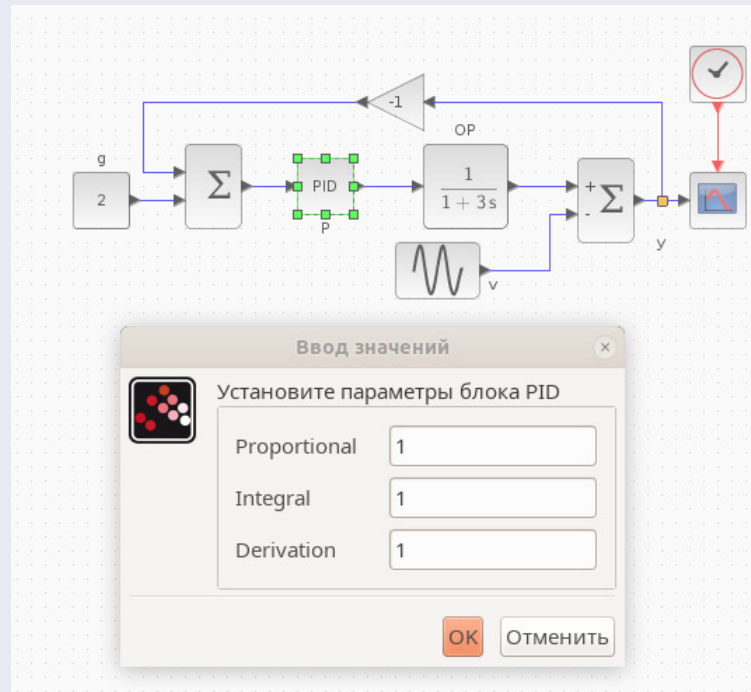 -1
OP
g
2
Σ
PID
P
1
1 + 3s
+
-
Σ
y
v
Ввод значений
Установите параметры блока PID
Proportional 1
Integral 1
Derivation 1
OK Отменить